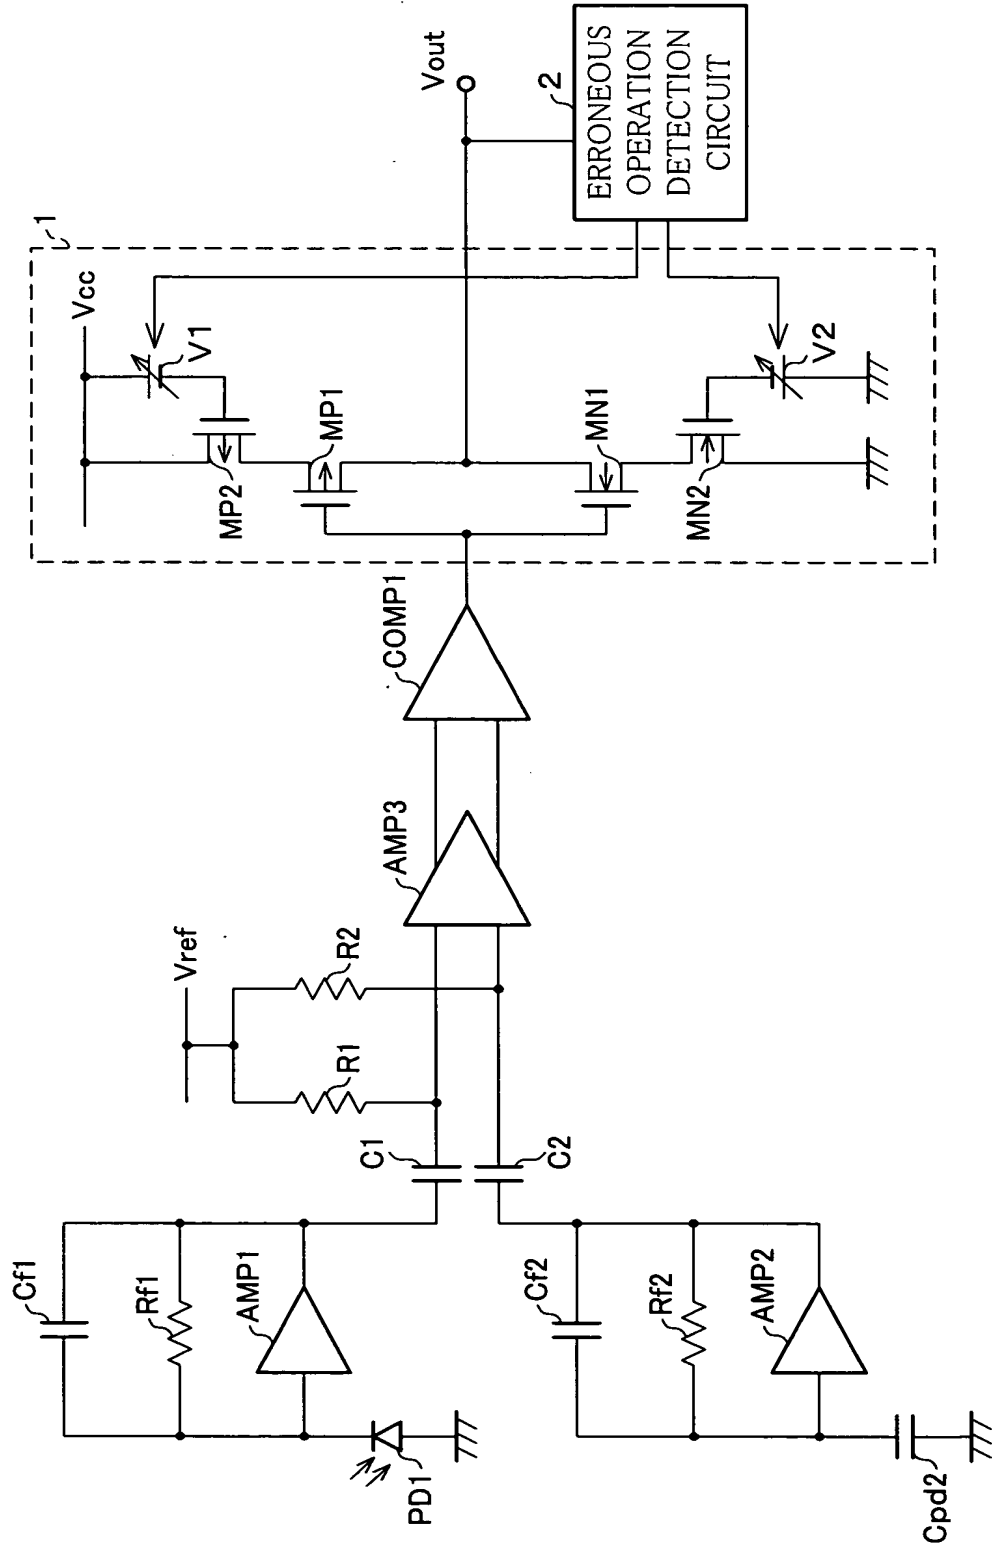 Cf1
Rf1
AMP1
PD1
Cf2
Rf2
AMP2
Cpd2
C1
C2
Vref
R1
R2
AMP3
COMP1
1
Vcc
V1
MP2
MP1
MN1
MN2
V2
Vout
2
ERRONEOUS
OPERATION
DETECTION
CIRCUIT